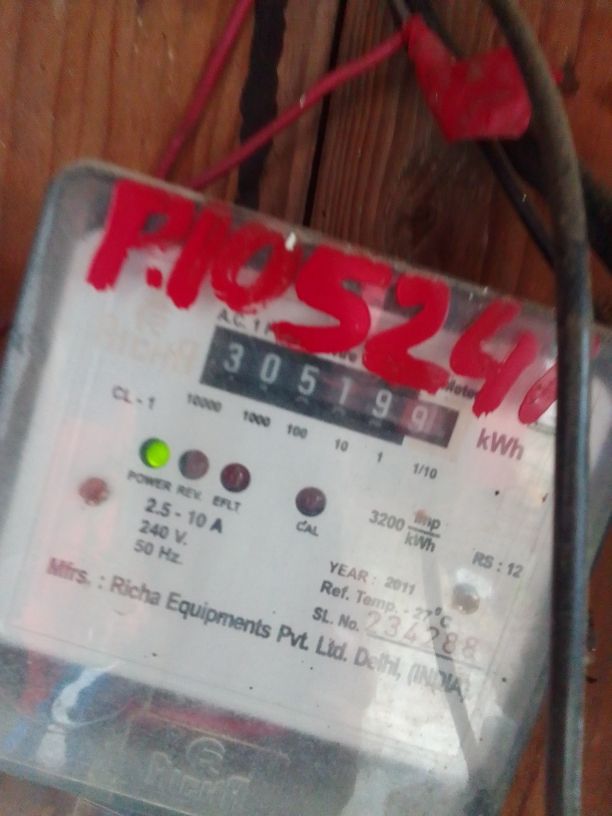 P.10524
305199
kWh
CL - 1 10000 1000 100 10 1 1/10
POWER REV. EFLT
CAL
2.5 - 10 A
240 V.
50 Hz.
3200 Imp
kWh
RS : 12
YEAR : 2011
Ref. Temp. - 27°C
SL. No. 234288
Mfrs. : Richa Equipments Pvt. Ltd. Delhi, (INDIA)
RICHA